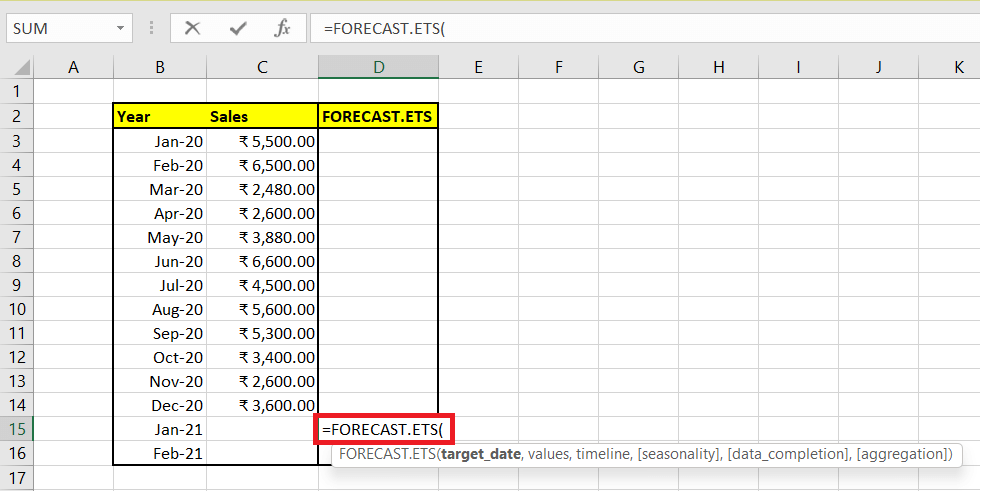 SUM =FORECAST.ETS(
A B C D E F G H I J K
1
2 Year Sales FORECAST.ETS
3 Jan-20 ₹ 5,500.00
4 Feb-20 ₹ 6,500.00
5 Mar-20 ₹ 2,480.00
6 Apr-20 ₹ 2,600.00
7 May-20 ₹ 3,880.00
8 Jun-20 ₹ 6,600.00
9 Jul-20 ₹ 4,500.00
10 Aug-20 ₹ 5,600.00
11 Sep-20 ₹ 5,300.00
12 Oct-20 ₹ 3,400.00
13 Nov-20 ₹ 2,600.00
14 Dec-20 ₹ 3,600.00
15 Jan-21 =FORECAST.ETS(
16 Feb-21 FORECAST.ETS(target_date, values, timeline, [seasonality], [data_completion], [aggregation])
17